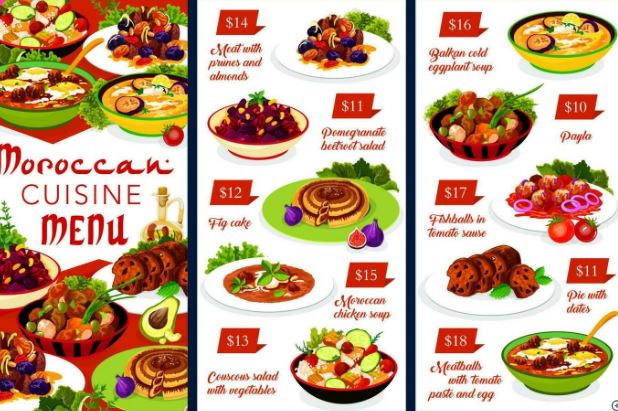 Moroccan
CUISINE
MENU
$14
Meat with
prunes and
almonds
$11
Pomegranate
beetroot salad
$12
Fig cake
$15
Moroccan
chicken soup
$13
Couscous salad
with vegetables
$16
Balkan cold
eggplant soup
$10
Payla
$17
Fishballs in
tomato sause
$11
Pie with
dates
$18
Meatballs
with tomato
paste and egg